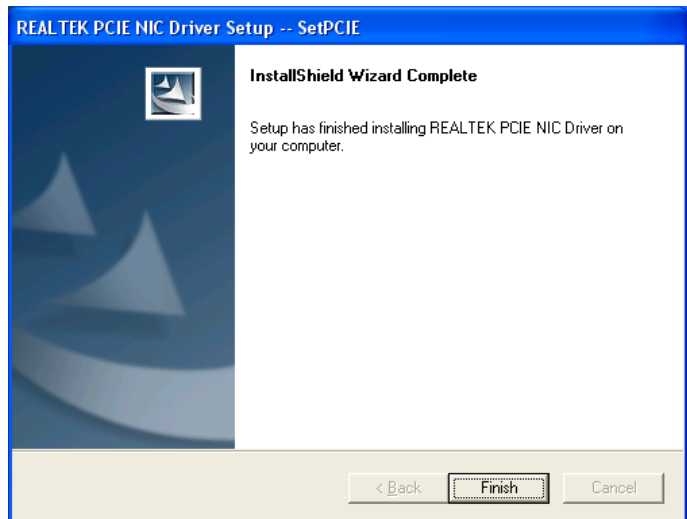 REALTEK PCIE NIC Driver Setup -- SetPCIE
InstallShield Wizard Complete
Setup has finished installing REALTEK PCIE NIC Driver on
your computer.
< Back
Finish
Cancel